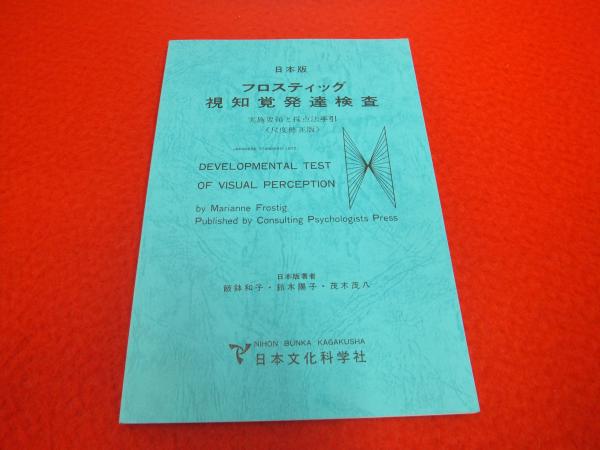 日本版
フロスティッグ
視知覚発達検査
実施要領と採点法手引
《尺度修正版》
DEVELOPMENTAL TEST
OF VISUAL PERCEPTION
by Marianne Frostig
Published by Consulting Psychologists Press
日本版著者
飯鉢和子・鈴木陽子・茂木茂八
NIHON BUNKA KAGAKUSHA
日本文化科学社